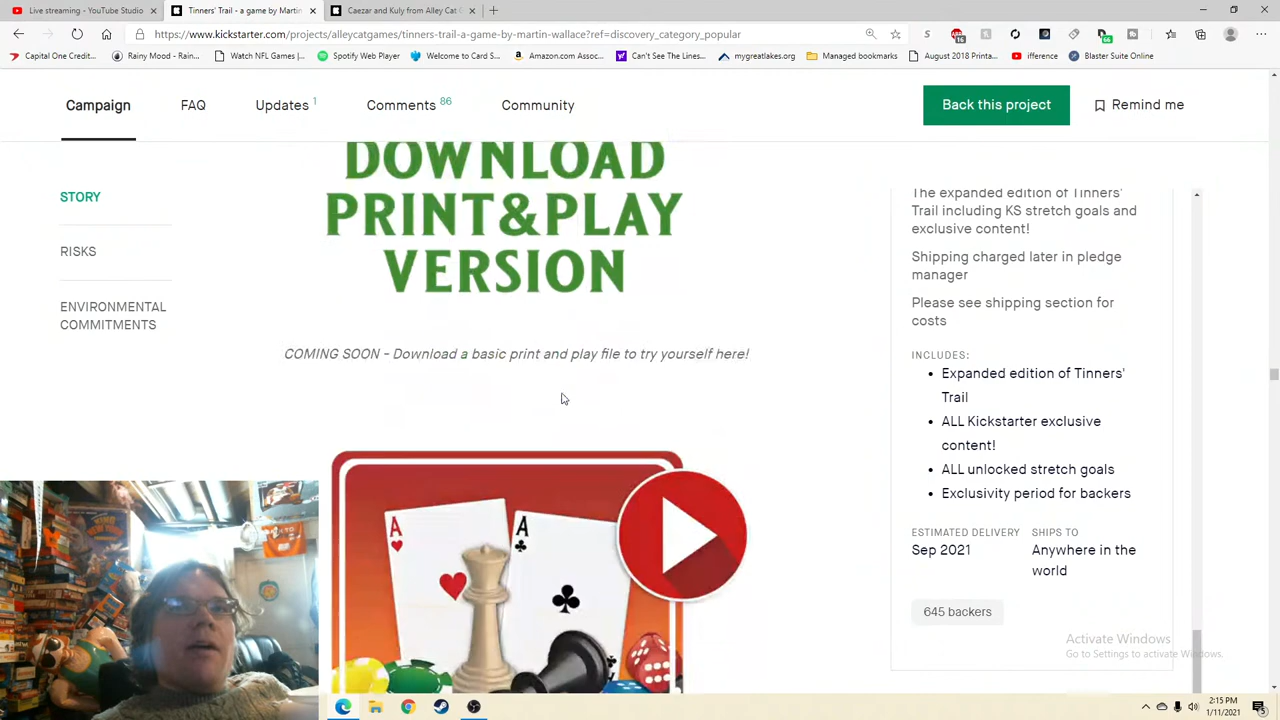 Live streaming - YouTube Studio
Tinners' Trail - a game by Martin
Caezar and Kuly from Alley Cat
https://www.kickstarter.com/projects/alleycatgames/tinners-trail-a-game-by-martin-wallace?ref=discovery_category_popular
Capital One Credit...
Rainy Mood - Rain...
Watch NFL Games |...
Spotify Web Player
Welcome to Card S...
Amazon.com Assoc...
Can't See The Lines...
mygreatlakes.org
Managed bookmarks
August 2018 Printa...
ifference
Blaster Suite Online
Campaign
FAQ
Updates 1
Comments 86
Community
Back this project
Remind me
STORY
RISKS
ENVIRONMENTAL
COMMITMENTS
DOWNLOAD
PRINT&PLAY
VERSION
COMING SOON - Download a basic print and play file to try yourself here!
A
A
The expanded edition of Tinners'
Trail including KS stretch goals and
exclusive content!
Shipping charged later in pledge
manager
Please see shipping section for
costs
INCLUDES:
• Expanded edition of Tinners'
Trail
• ALL Kickstarter exclusive
content!
• ALL unlocked stretch goals
• Exclusivity period for backers
ESTIMATED DELIVERY
Sep 2021
SHIPS TO
Anywhere in the
world
645 backers
Activate Windows
Go to Settings to activate Windows.
2:15 PM
1/11/2021